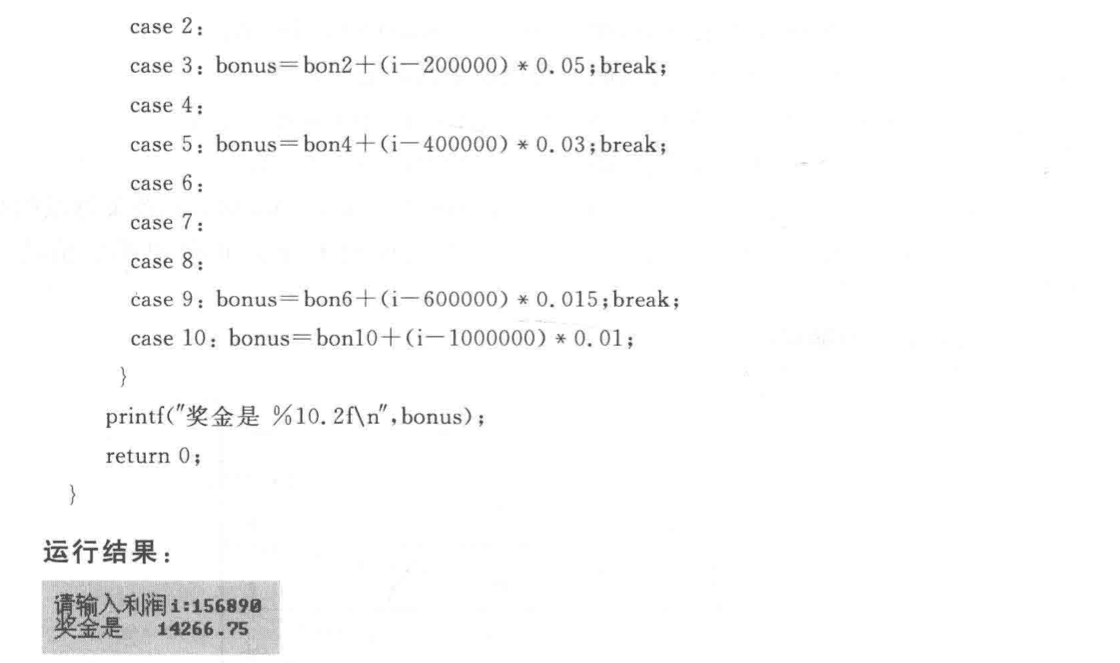 case 2:
case 3: bonus=bon2+(i-200000) * 0.05;break;
case 4:
case 5: bonus=bon4+(i-400000) * 0.03;break;
case 6:
case 7:
case 8:
case 9: bonus=bon6+(i-600000) * 0.015;break;
case 10: bonus=bon10+(i-1000000) * 0.01;
}
printf("奖金是 %10.2f\n",bonus);
return 0;
}
运行结果:
请输入利润i:156890
奖金是 14266.75